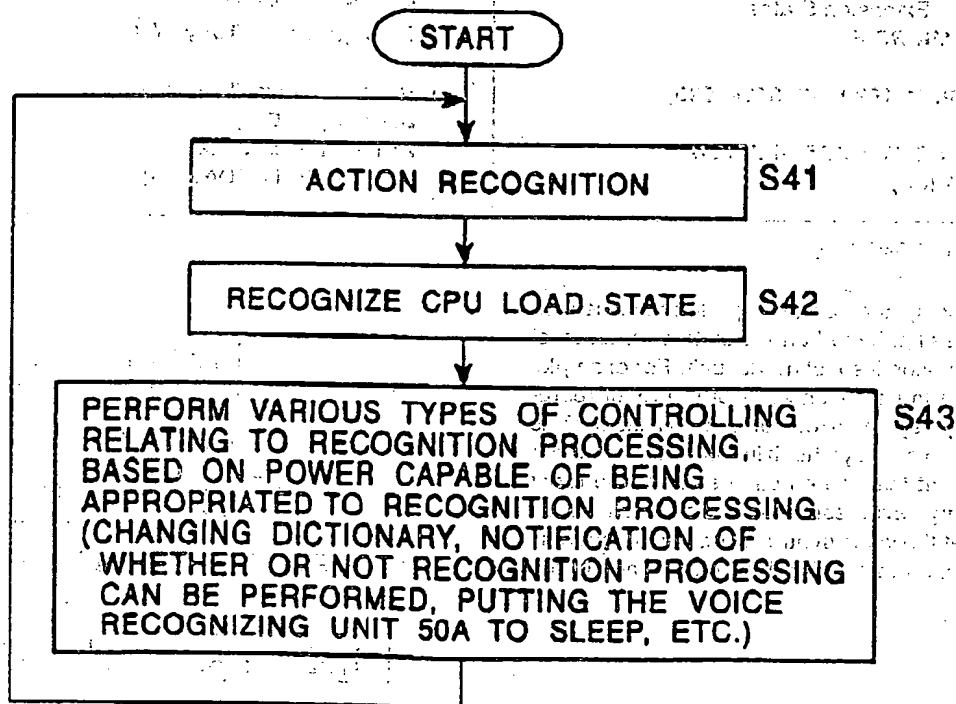 START
ACTION RECOGNITION
S41
RECOGNIZE CPU LOAD STATE
S42
PERFORM VARIOUS TYPES OF CONTROLLING
RELATING TO RECOGNITION PROCESSING,
BASED ON POWER CAPABLE OF BEING
APPROPRIATED TO RECOGNITION PROCESSING
(CHANGING DICTIONARY, NOTIFICATION OF
WHETHER OR NOT RECOGNITION PROCESSING
CAN BE PERFORMED, PUTTING THE VOICE
RECOGNIZING UNIT 50A TO SLEEP, ETC.)
S43